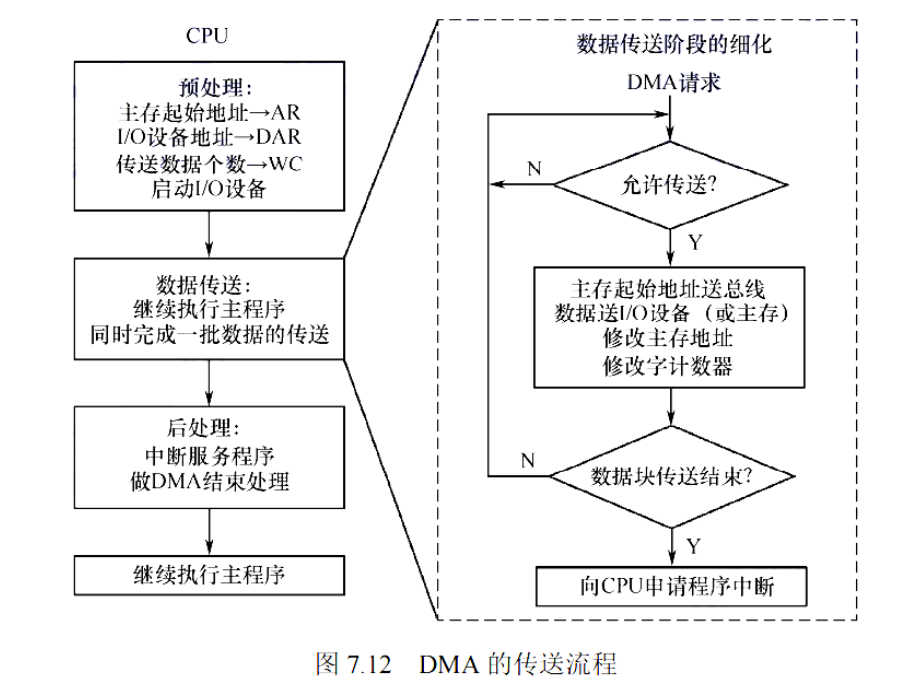 CPU
预处理:
主存起始地址→AR
I/O设备地址→DAR
传送数据个数→WC
启动I/O设备
数据传送:
继续执行主程序
同时完成一批数据的传送
后处理:
中断服务程序
做DMA结束处理
继续执行主程序
数据传送阶段的细化
DMA请求
允许传送?
N
Y
主存起始地址送总线
数据送I/O设备（或主存）
修改主存地址
修改字计数器
数据块传送结束?
N
Y
向CPU申请程序中断
图 7.12 DMA 的传送流程